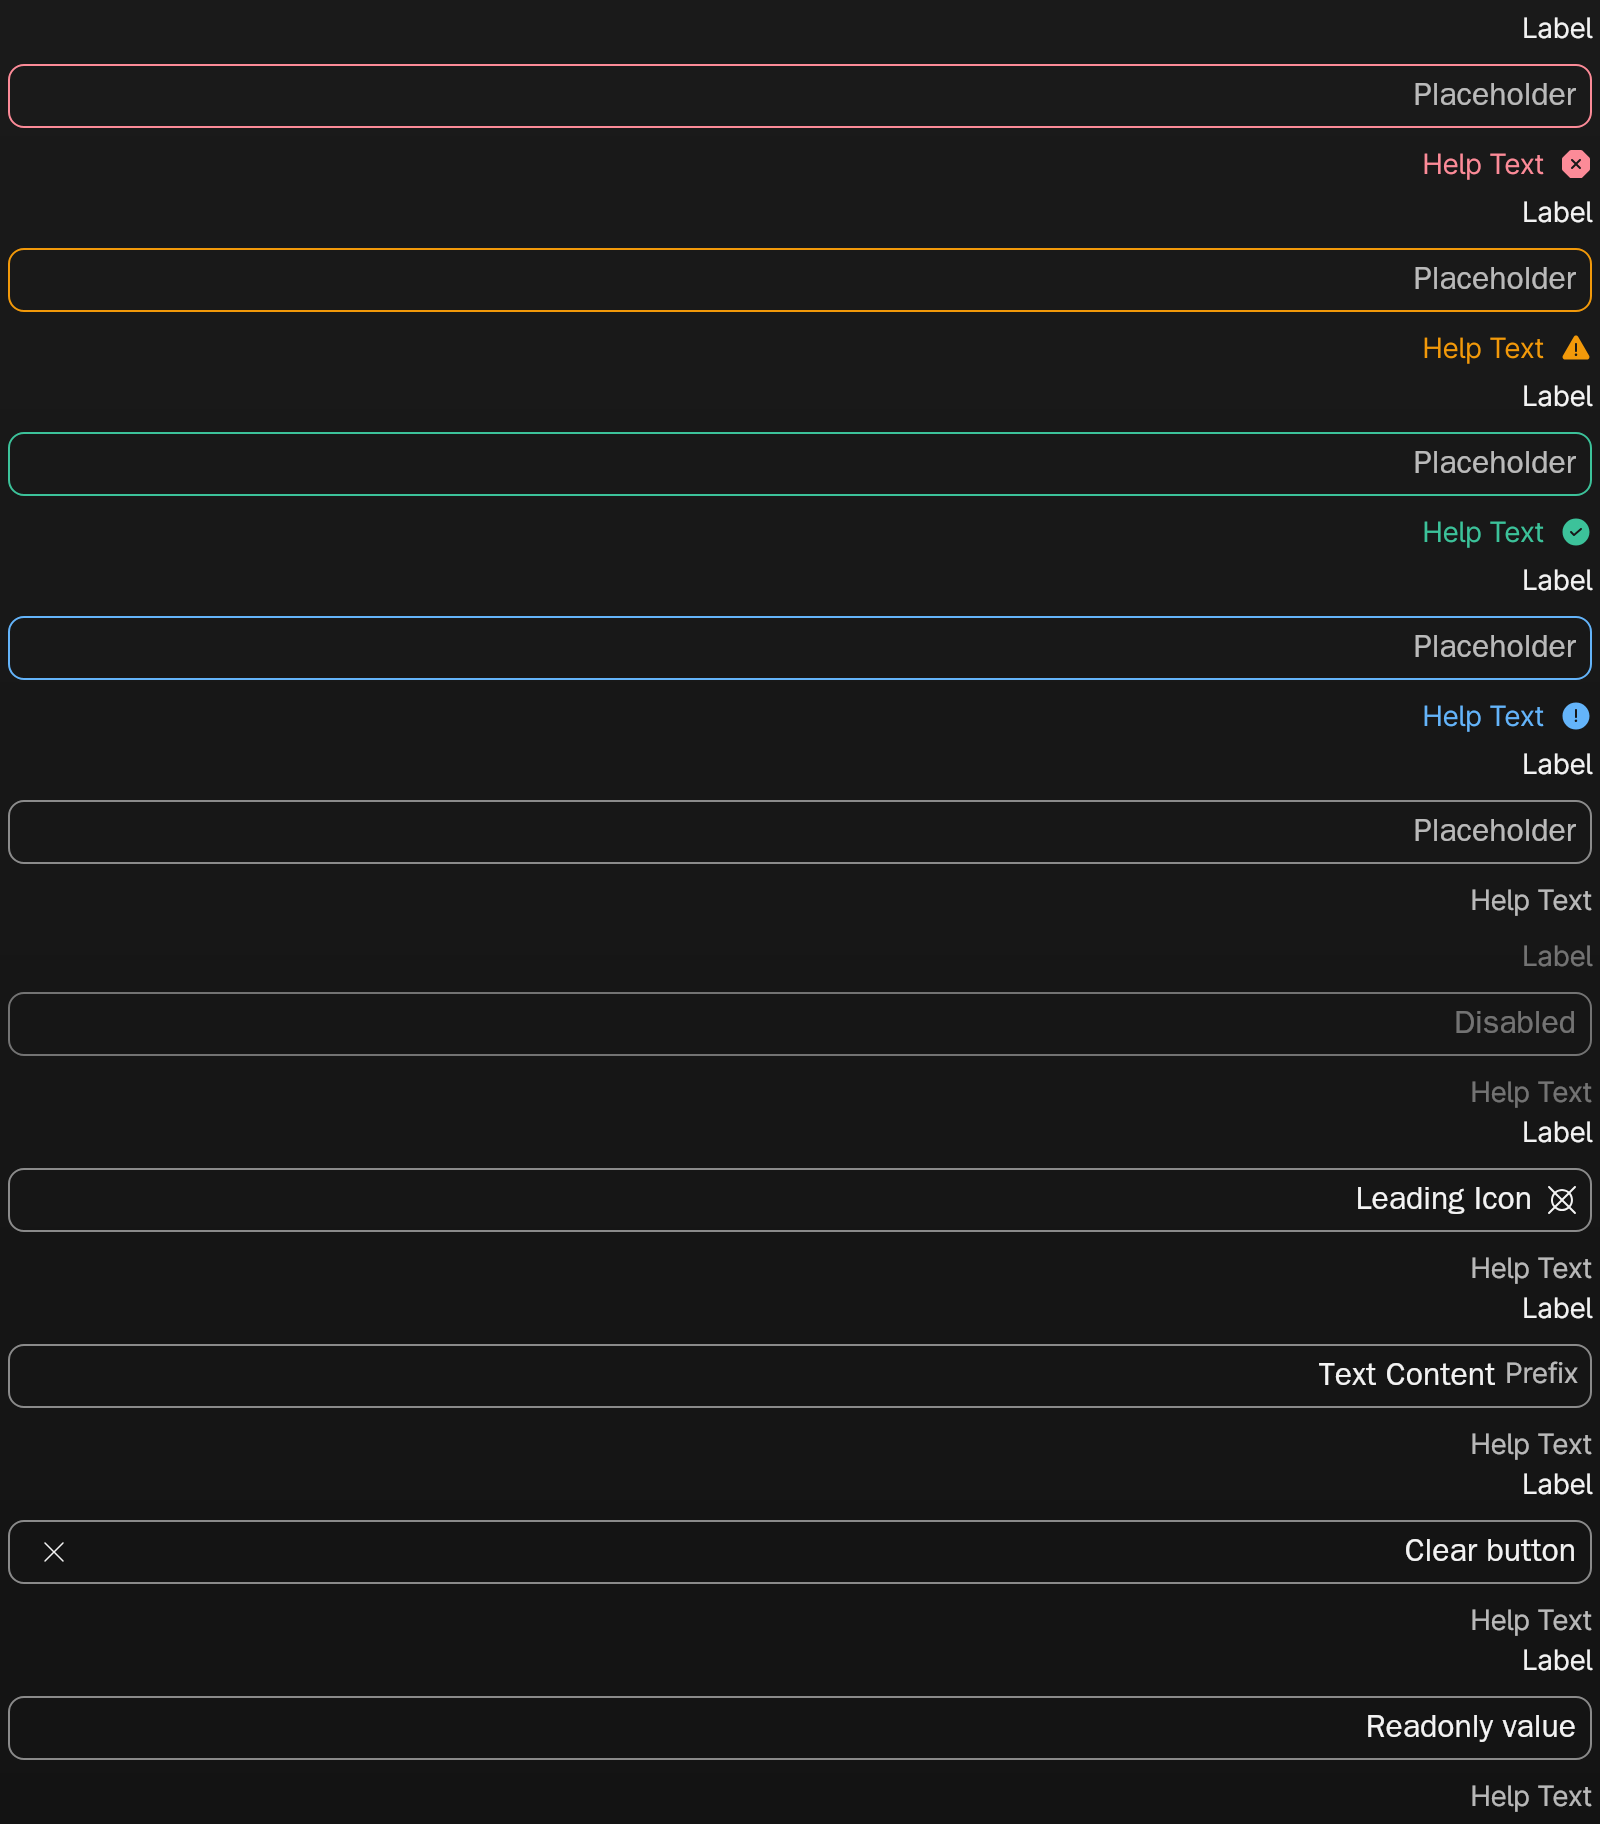 Label
Placeholder
Help Text
Label
Placeholder
Help Text
Label
Placeholder
Help Text
Label
Placeholder
Help Text
Label
Placeholder
Help Text
Label
Disabled
Help Text
Label
Leading Icon
Help Text
Label
Text Content Prefix
Help Text
Label
Clear button
Help Text
Label
Readonly value
Help Text